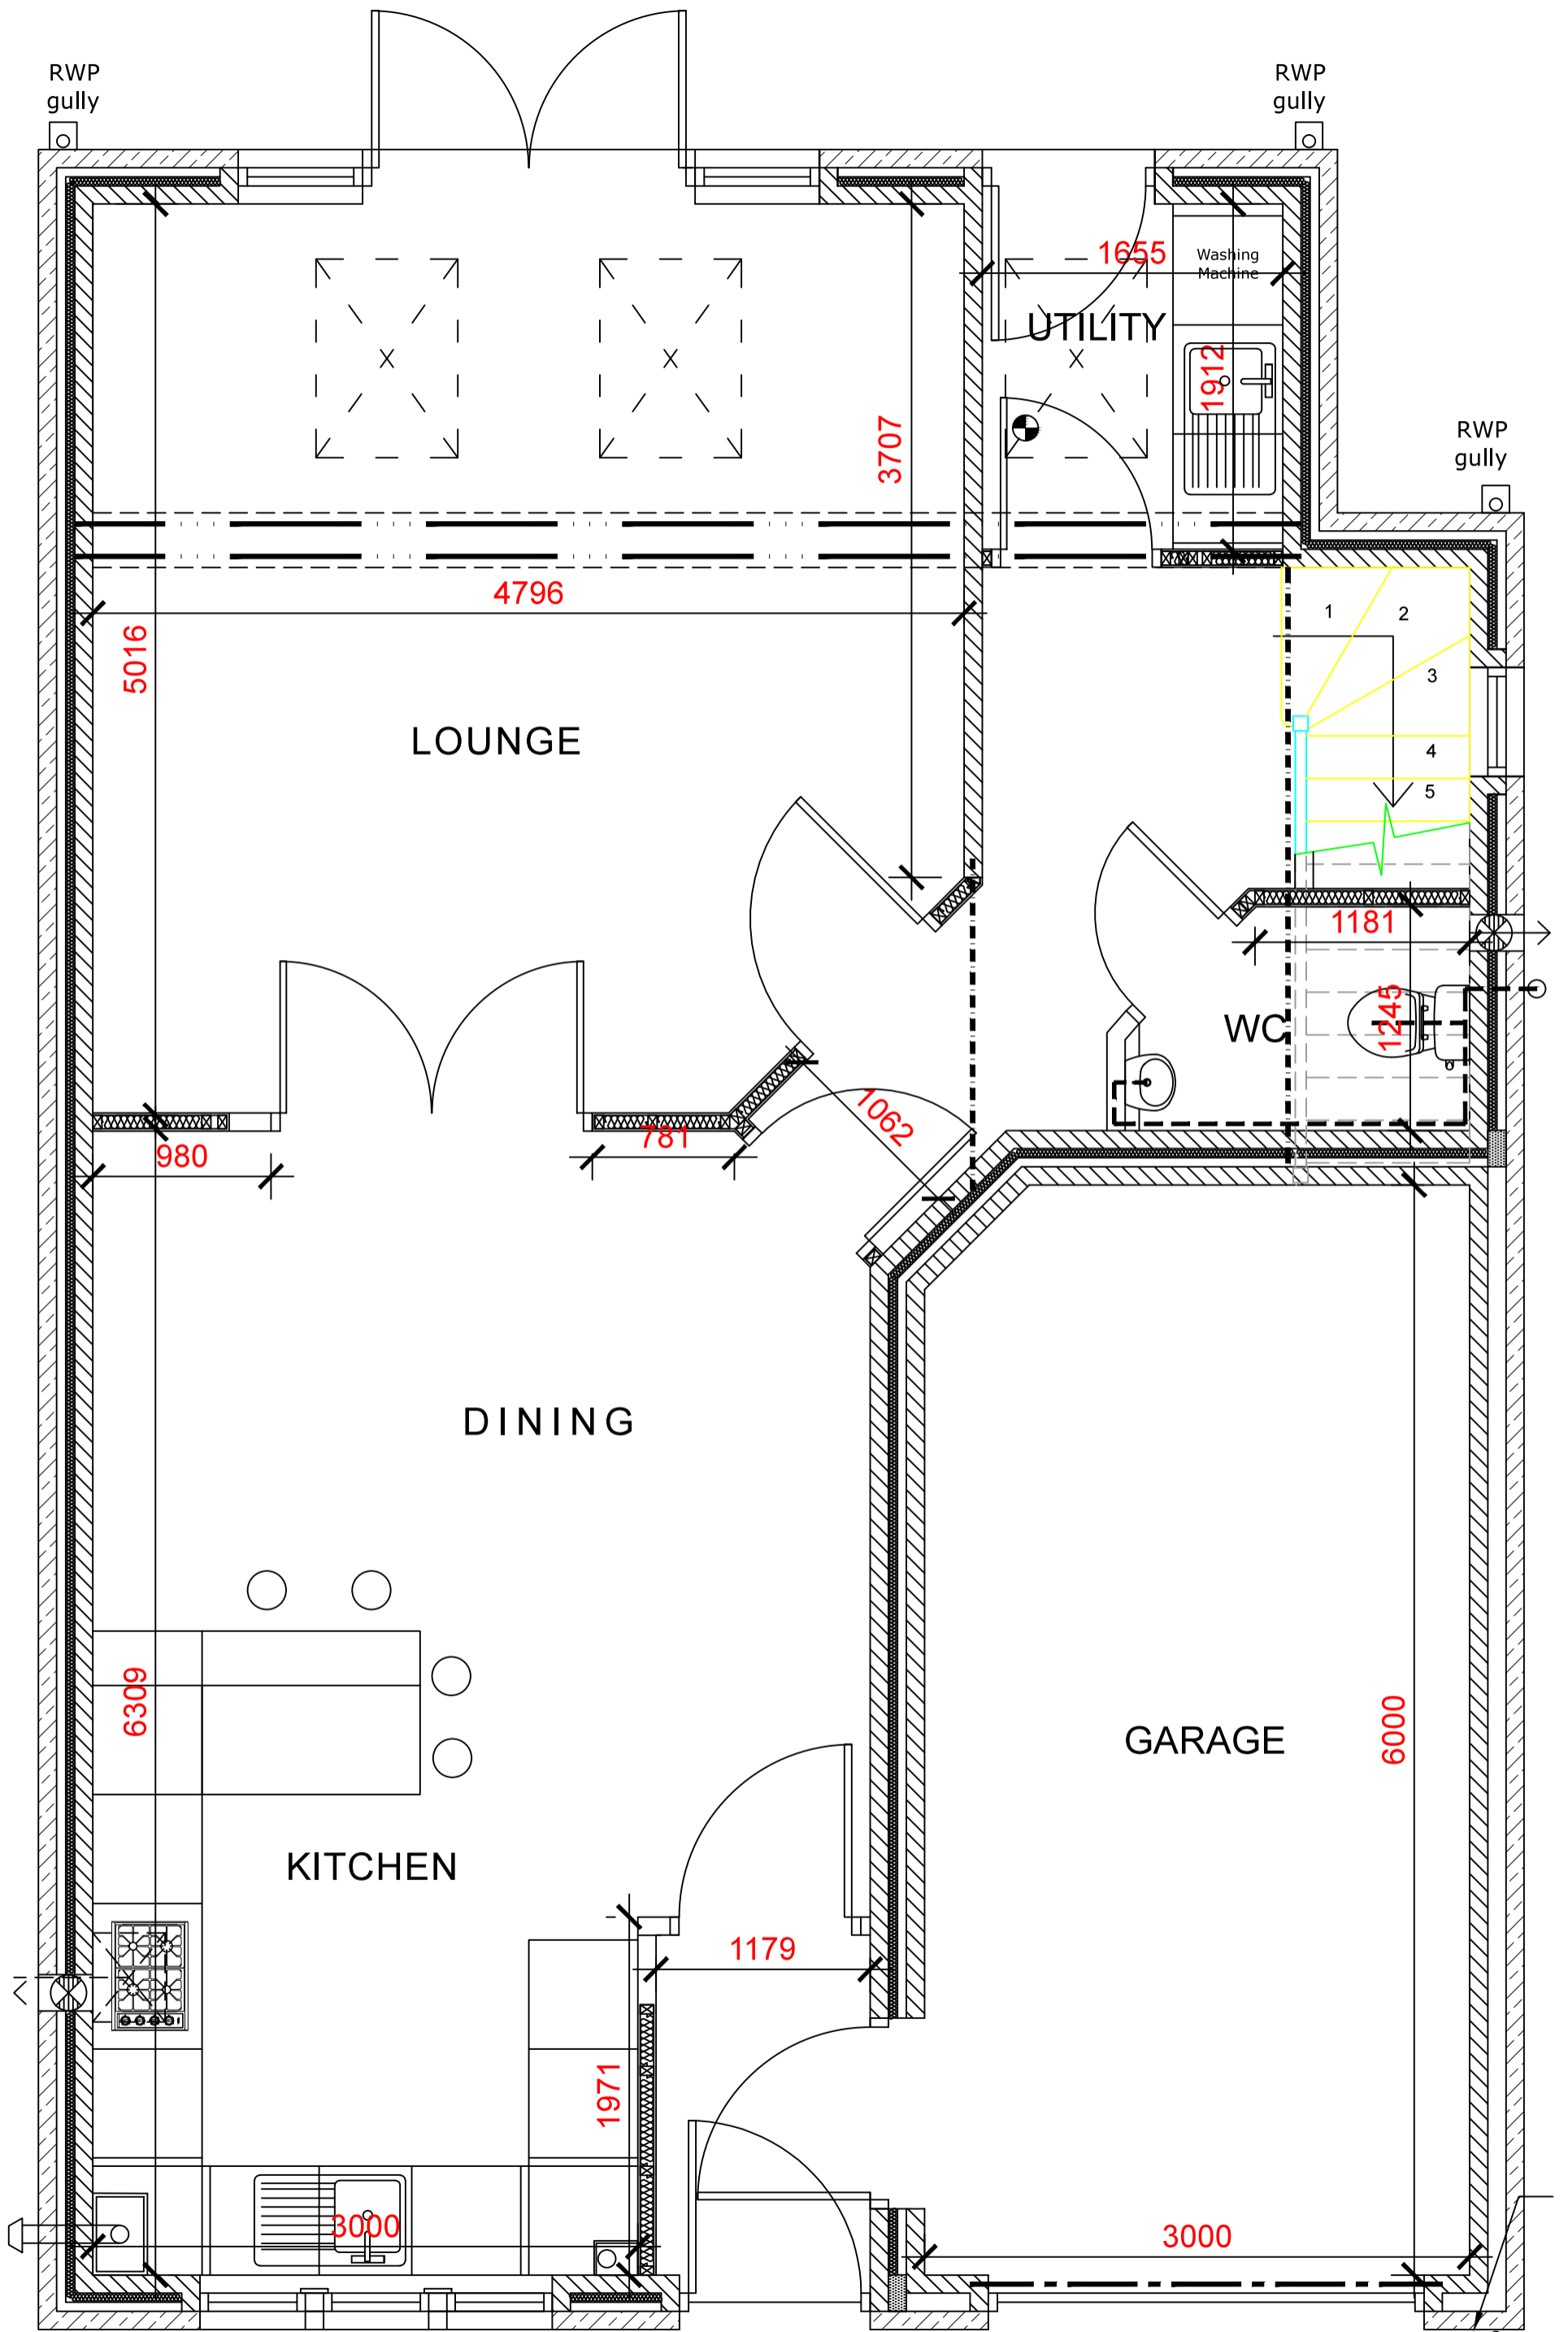 RWP
gully
RWP
gully
1655
Washing
Machine
UTILITY
1912
3707
RWP
gully
4796
5016
1
2
3
4
5
LOUNGE
1181
1245
WC
1062
781
980
DINING
6309
6000
GARAGE
KITCHEN
1179
1971
3000
3000